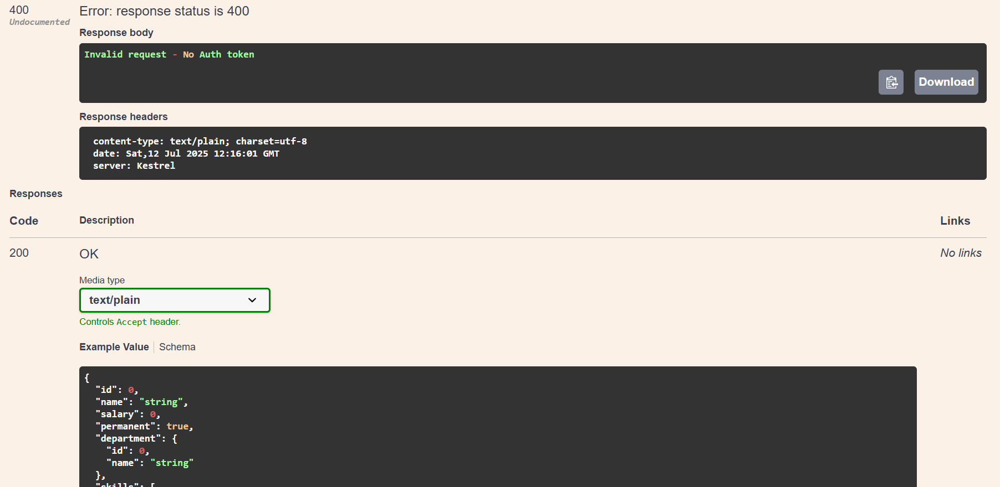 400
Undocumented
Error: response status is 400
Response body
Invalid request - No Auth token
Download
Response headers
content-type: text/plain; charset=utf-8
date: Sat,12 Jul 2025 12:16:01 GMT
server: Kestrel
Responses
Code Description Links
200 OK No links
Media type
text/plain
Controls Accept header.
Example Value Schema
{
"id": 0,
"name": "string",
"salary": 0,
"permanent": true,
"department": {
"id": 0,
"name": "string"
},
"skills": [